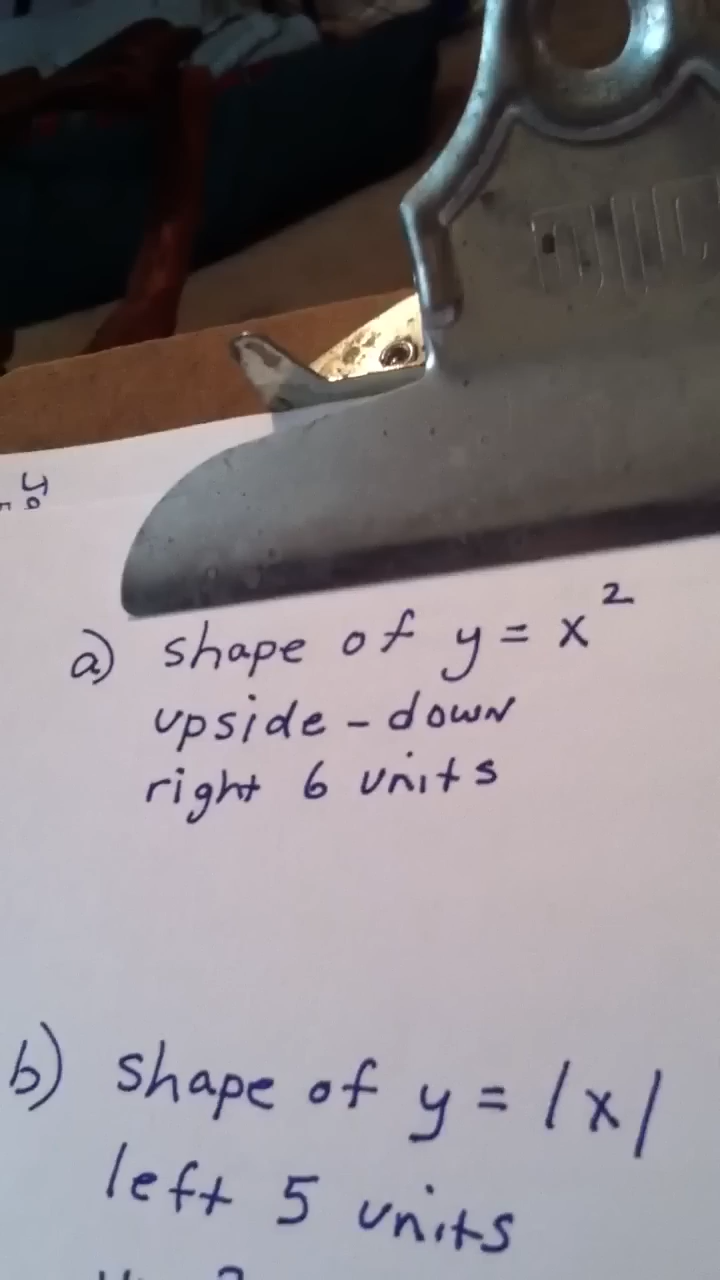 a) shape of y = x²
upside-down
right 6 units
b) shape of y = |x|
left 5 units